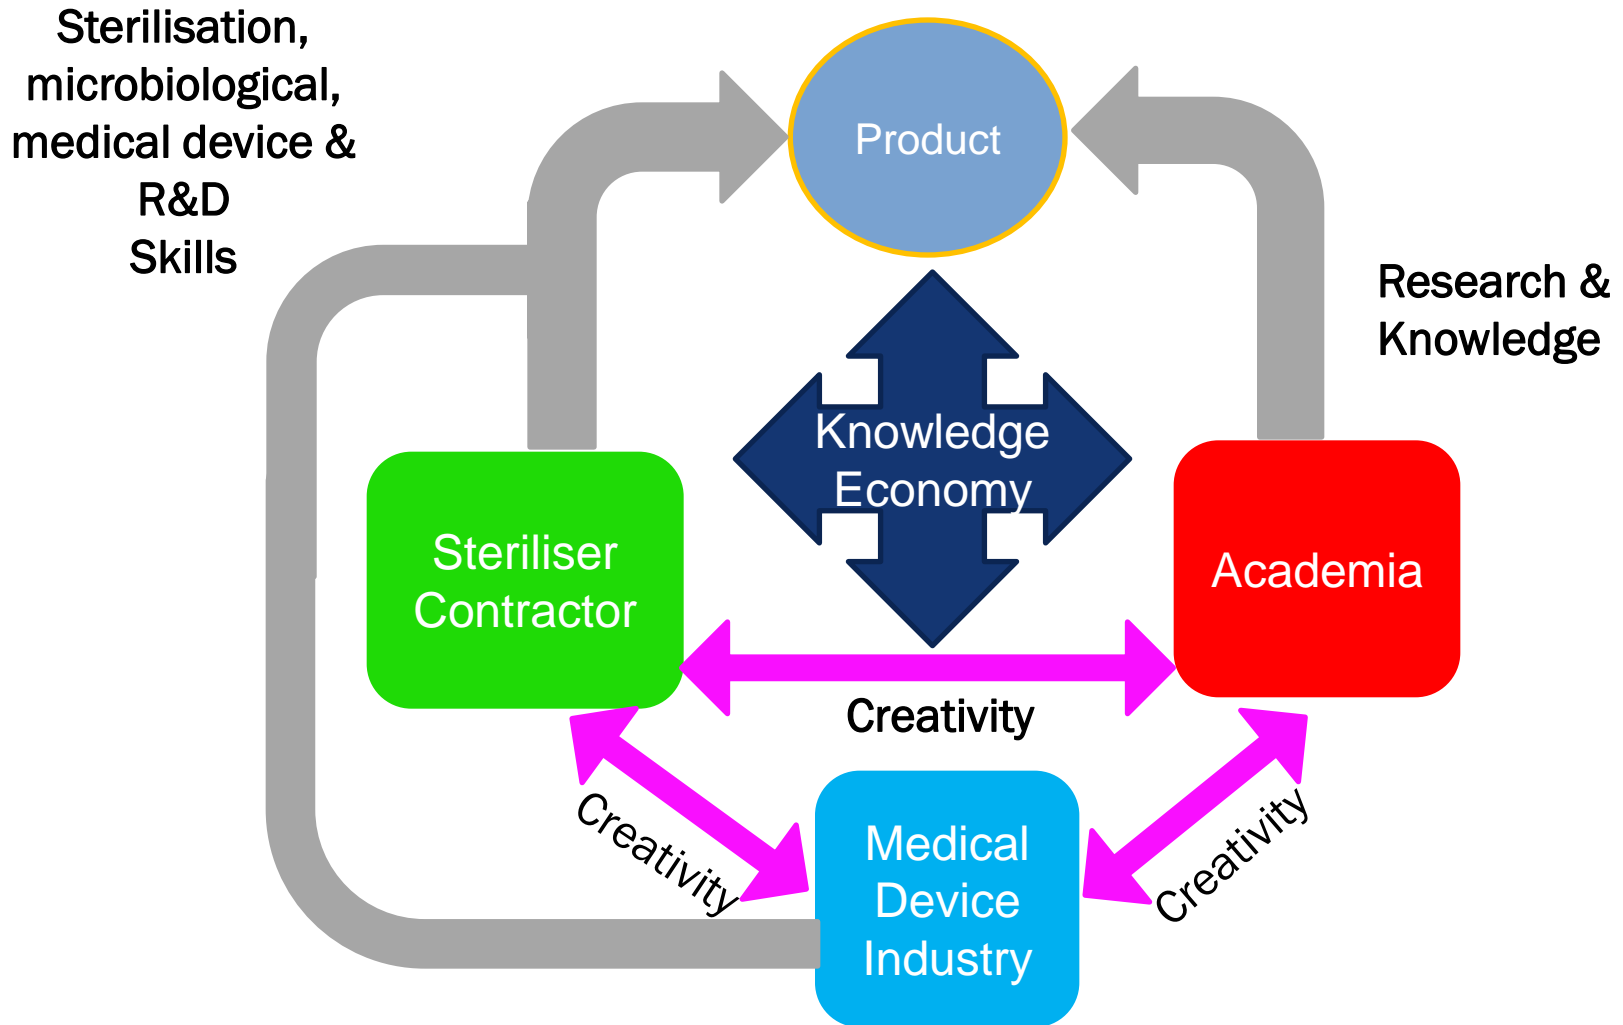 Sterilisation,
microbiological,
medical device &
R&D
Skills
Product
Research &
Knowledge
Knowledge
Economy
Steriliser
Contractor
Academia
Creativity
Creativity
Creativity
Medical
Device
Industry